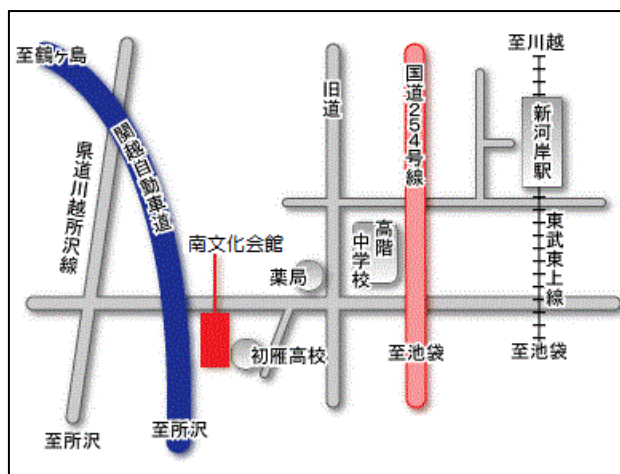 至鶴ヶ島
県道川越所沢線
関越自動車道
旧道
国道254号線
至川越
新河岸駅
南文化会館
薬局
高階
中学校
東武東上線
初雁高校
至池袋
至池袋
至所沢
至所沢